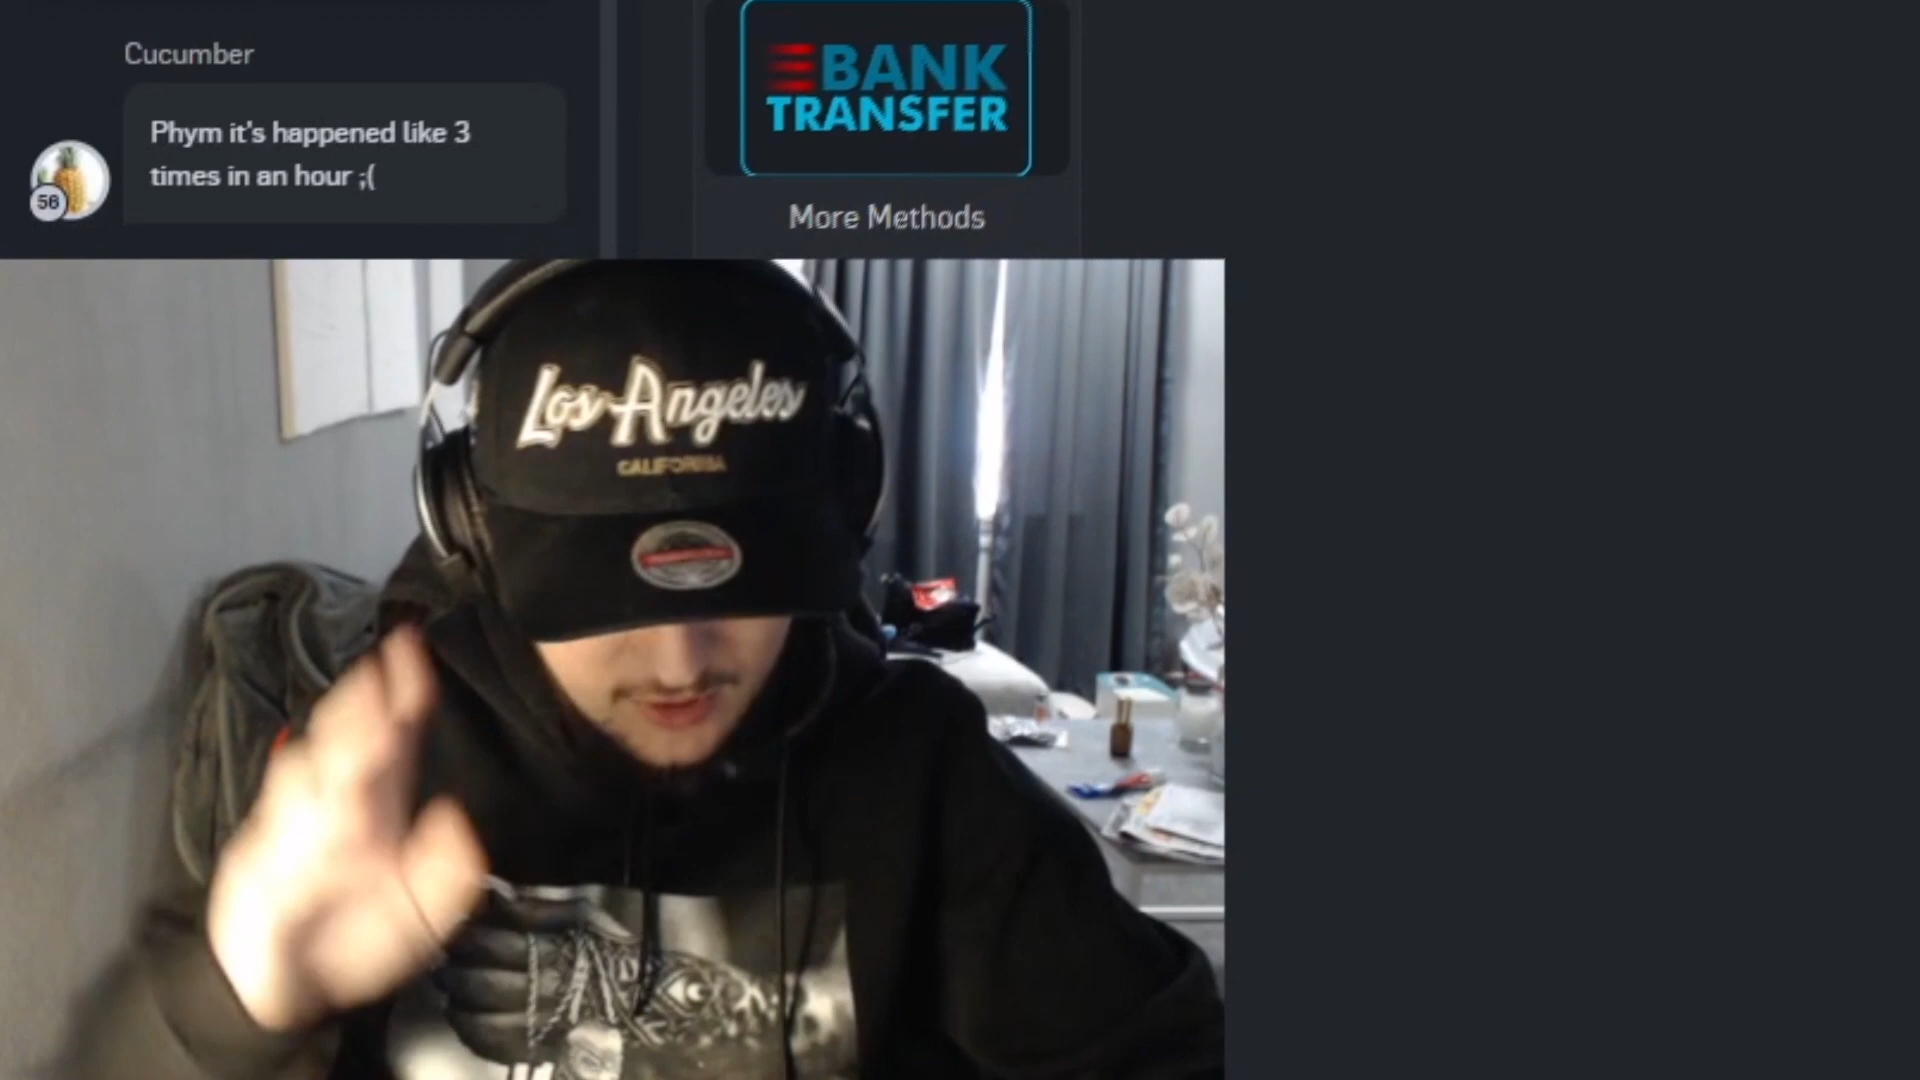 Cucumber
Phym it's happened like 3
times in an hour ;(
56
BANK
TRANSFER
More Methods
Los Angeles
CALIFORNIA